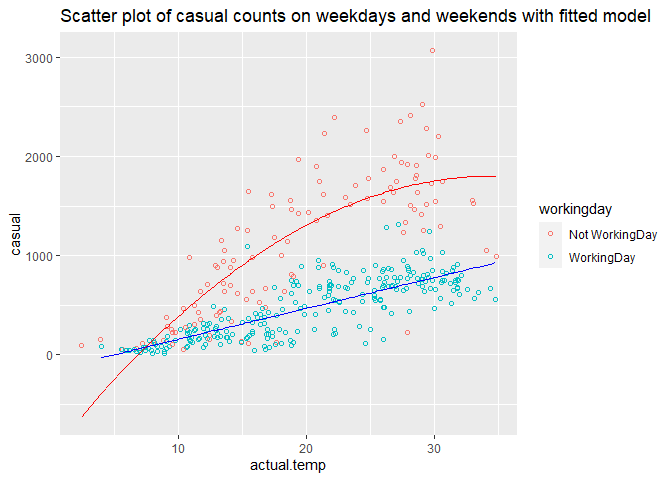 Scatter plot of casual counts on weekdays and weekends with fitted model
3000
2000
1000
0
casual
10
20
30
actual.temp
workingday
Not WorkingDay
WorkingDay